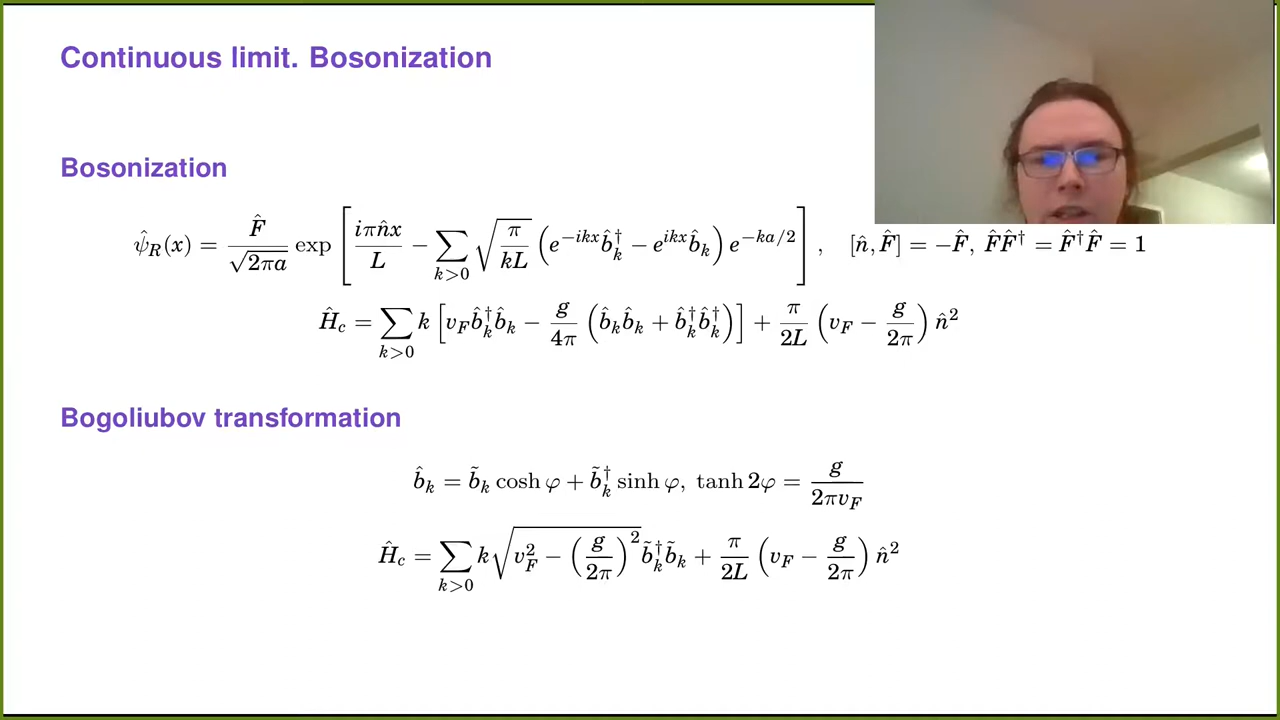 Continuous limit. Bosonization
Bosonization
$\hat{\psi}_R(x) = \frac{\hat{F}}{\sqrt{2\pi a}} \exp\left[\frac{i\pi\hat{n}x}{L} - \sum_{k>0}\sqrt{\frac{\pi}{kL}}\left(e^{-ikx}\hat{b}_k^\dagger - e^{ikx}\hat{b}_k\right)e^{-ka/2}\right], \quad [\hat{n},\hat{F}] = -\hat{F},\ \hat{F}\hat{F}^\dagger = \hat{F}^\dagger\hat{F} = 1$
$\hat{H}_c = \sum_{k>0} k\left[v_F\hat{b}_k^\dagger\hat{b}_k - \frac{g}{4\pi}\left(\hat{b}_k\hat{b}_k + \hat{b}_k^\dagger\hat{b}_k^\dagger\right)\right] + \frac{\pi}{2L}\left(v_F - \frac{g}{2\pi}\right)\hat{n}^2$
Bogoliubov transformation
$\hat{b}_k = \tilde{b}_k\cosh\varphi + \tilde{b}_k^\dagger\sinh\varphi,\ \tanh 2\varphi = \frac{g}{2\pi v_F}$
$\hat{H}_c = \sum_{k>0} k\sqrt{v_F^2 - \left(\frac{g}{2\pi}\right)^2}\tilde{b}_k^\dagger\tilde{b}_k + \frac{\pi}{2L}\left(v_F - \frac{g}{2\pi}\right)\hat{n}^2$